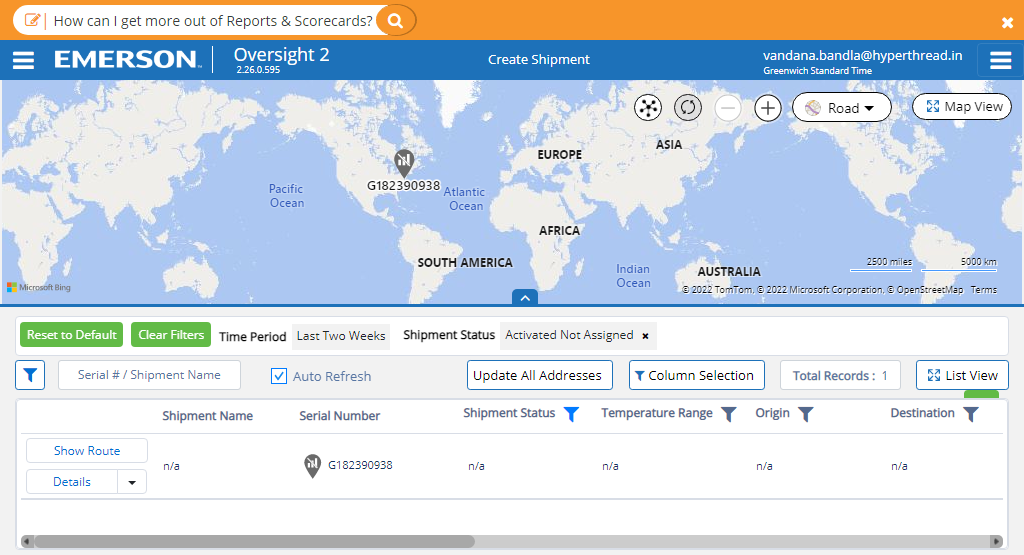 How can I get more out of Reports & Scorecards?
EMERSON
Oversight 2
2.26.0.595
Create Shipment
vandana.bandla@hyperthread.in
Greenwich Standard Time
Road
Map View
ASIA
EUROPE
G182390938
Pacific
Ocean
Atlantic
Ocean
AFRICA
SOUTH AMERICA
Indian
Ocean
AUSTRALIA
2500 miles
5000 km
Microsoft Bing
© 2022 TomTom, © 2022 Microsoft Corporation, © OpenStreetMap Terms
Reset to Default
Clear Filters
Time Period
Last Two Weeks
Shipment Status
Activated Not Assigned ×
Serial # / Shipment Name
Auto Refresh
Update All Addresses
Column Selection
Total Records : 1
List View
Shipment Name
Serial Number
Shipment Status
Temperature Range
Origin
Destination
Show Route
Details
n/a
G182390938
n/a
n/a
n/a
n/a